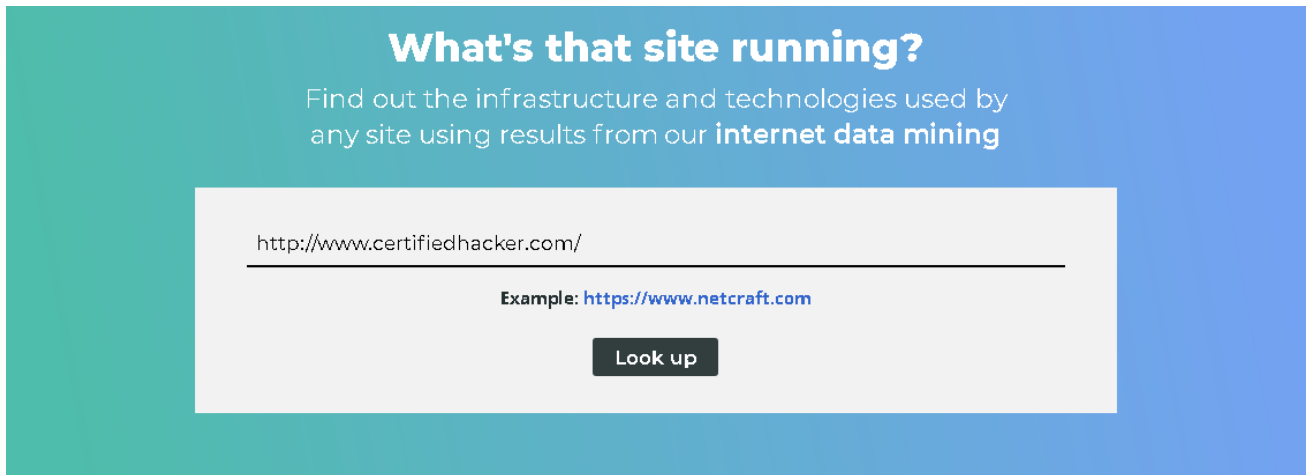 What's that site running?
Find out the infrastructure and technologies used by
any site using results from our internet data mining
http://www.certifiedhacker.com/
Example: https://www.netcraft.com
Look up